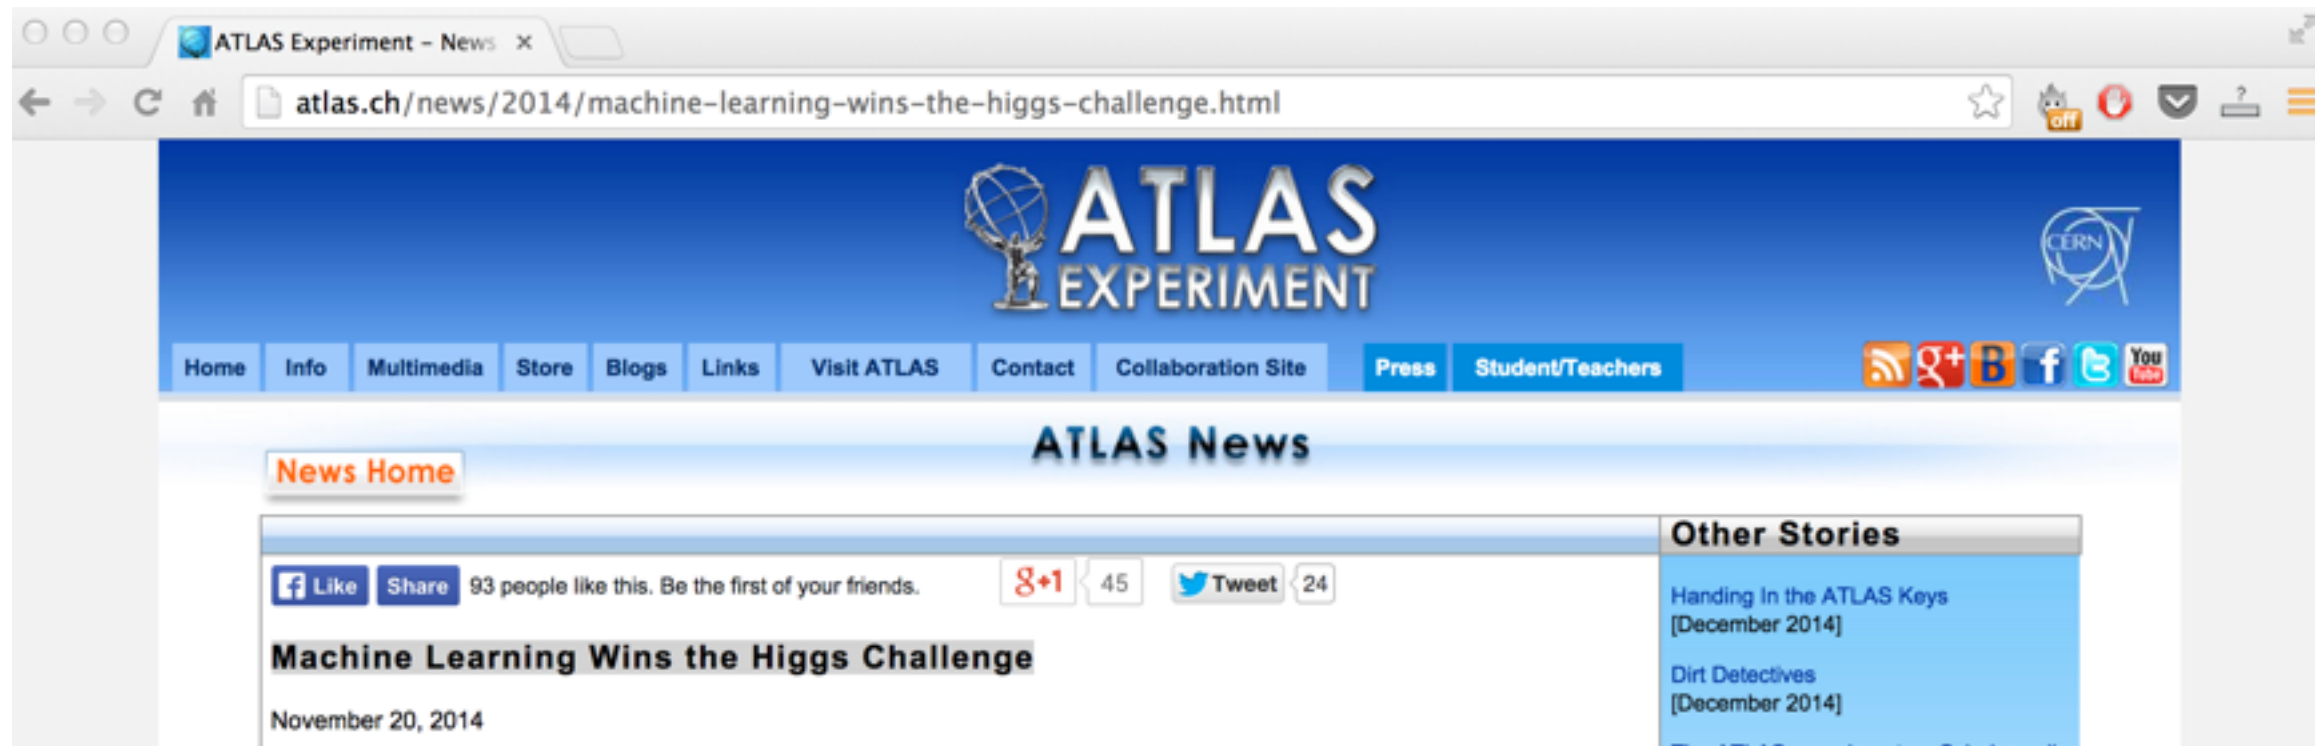 ATLAS Experiment – News
atlas.ch/news/2014/machine-learning-wins-the-higgs-challenge.html
?
off
ATLAS
EXPERIMENT
CERN
Home Info Multimedia Store Blogs Links Visit ATLAS Contact Collaboration Site Press Student/Teachers
g+ B f You
Tube
ATLAS News
News Home
Other Stories
f Like Share 93 people like this. Be the first of your friends. g+1 45 Tweet 24
Handing In the ATLAS Keys
[December 2014]
Machine Learning Wins the Higgs Challenge
Dirt Detectives
[December 2014]
November 20, 2014